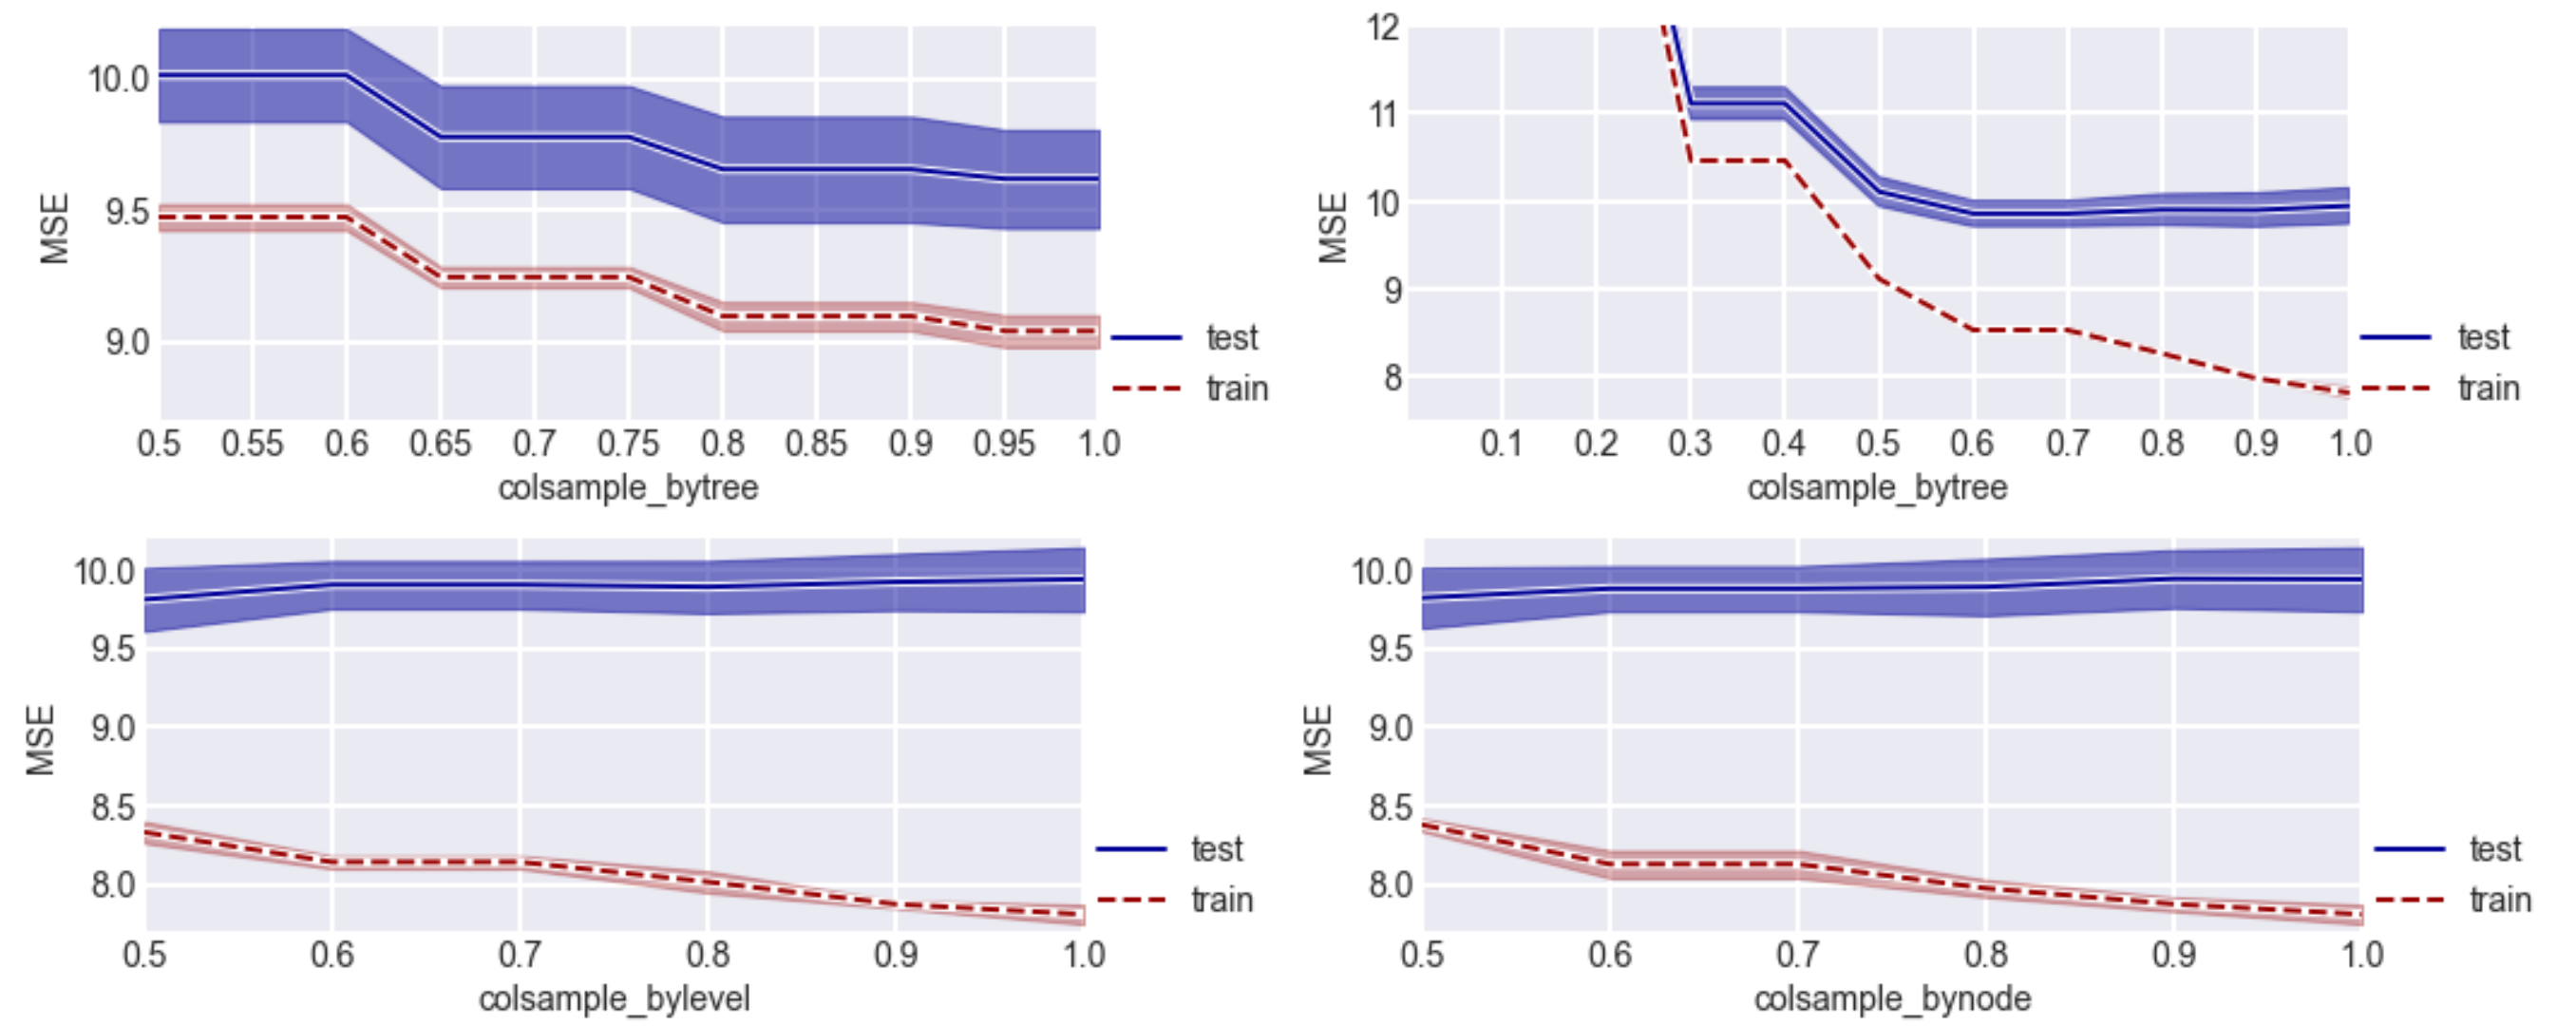 10.0
9.5
9.0
MSE
0.5 0.55 0.6 0.65 0.7 0.75 0.8 0.85 0.9 0.95 1.0
colsample_bytree
test
train
12
11
10
9
8
MSE
0.1 0.2 0.3 0.4 0.5 0.6 0.7 0.8 0.9 1.0
colsample_bytree
test
train
10.0
9.5
9.0
8.5
8.0
MSE
0.5 0.6 0.7 0.8 0.9 1.0
colsample_bylevel
test
train
10.0
9.5
9.0
8.5
8.0
MSE
0.5 0.6 0.7 0.8 0.9 1.0
colsample_bynode
test
train